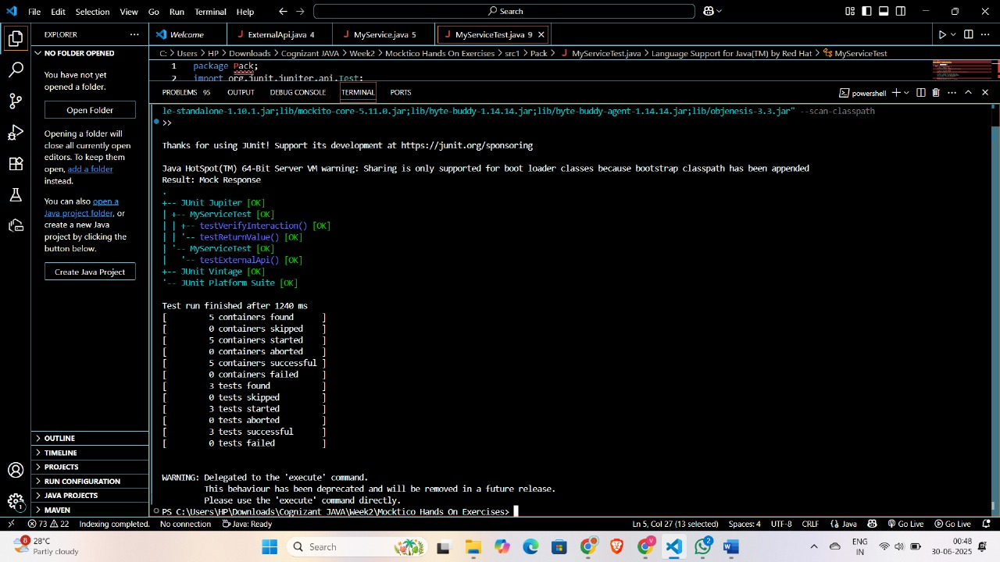 File Edit Selection View Go Run Terminal Help Search
EXPLORER ··· Welcome ExternalApi.java 4 MyService.java 5 MyServiceTest.java 9
NO FOLDER OPENED
C: > Users > HP > Downloads > Cognizant JAVA > Week2 > Mocktico Hands On Exercises > src1 > Pack > MyServiceTest.java > Language Support for Java(TM) by Red Hat > MyServiceTest
You have not yet
opened a folder.
Open Folder
Opening a folder will
close all currently open
editors. To keep them
open, add a folder
instead.
You can also open a
Java project folder, or
create a new Java
project by clicking the
button below.
Create Java Project
OUTLINE
TIMELINE
PROJECTS
RUN CONFIGURATION
JAVA PROJECTS
MAVEN
1 package Pack;
2 import org.junit.jupiter.api.Test;
PROBLEMS 95 OUTPUT DEBUG CONSOLE TERMINAL PORTS powershell
le-standalone-1.10.1.jar;lib/mockito-core-5.11.0.jar;lib/byte-buddy-1.14.14.jar;lib/byte-buddy-agent-1.14.14.jar;lib/objenesis-3.3.jar" --scan-classpath
>>
Thanks for using JUnit! Support its development at https://junit.org/sponsoring
Java HotSpot(TM) 64-Bit Server VM warning: Sharing is only supported for boot loader classes because bootstrap classpath has been appended
Result: Mock Response
.
+-- JUnit Jupiter [OK]
| +-- MyServiceTest [OK]
| | +-- testVerifyInteraction() [OK]
| | '-- testReturnValue() [OK]
| '-- MyServiceTest [OK]
|   '-- testExternalApi() [OK]
+-- JUnit Vintage [OK]
'-- JUnit Platform Suite [OK]
Test run finished after 1240 ms
[         5 containers found      ]
[         0 containers skipped    ]
[         5 containers started    ]
[         0 containers aborted    ]
[         5 containers successful ]
[         0 containers failed     ]
[         3 tests found           ]
[         0 tests skipped         ]
[         3 tests started         ]
[         0 tests aborted         ]
[         3 tests successful      ]
[         0 tests failed          ]
WARNING: Delegated to the 'execute' command.
This behaviour has been deprecated and will be removed in a future release.
Please use the 'execute' command directly.
PS C:\Users\HP\Downloads\Cognizant JAVA\Week2\Mocktico Hands On Exercises>
73 22 Indexing completed. No connection Java: Ready Ln 5, Col 27 (13 selected) Spaces: 4 UTF-8 CRLF {} Java Go Live Go Live
8 28°C
Partly cloudy
Search
2
ENG
IN
00:48
30-06-2025